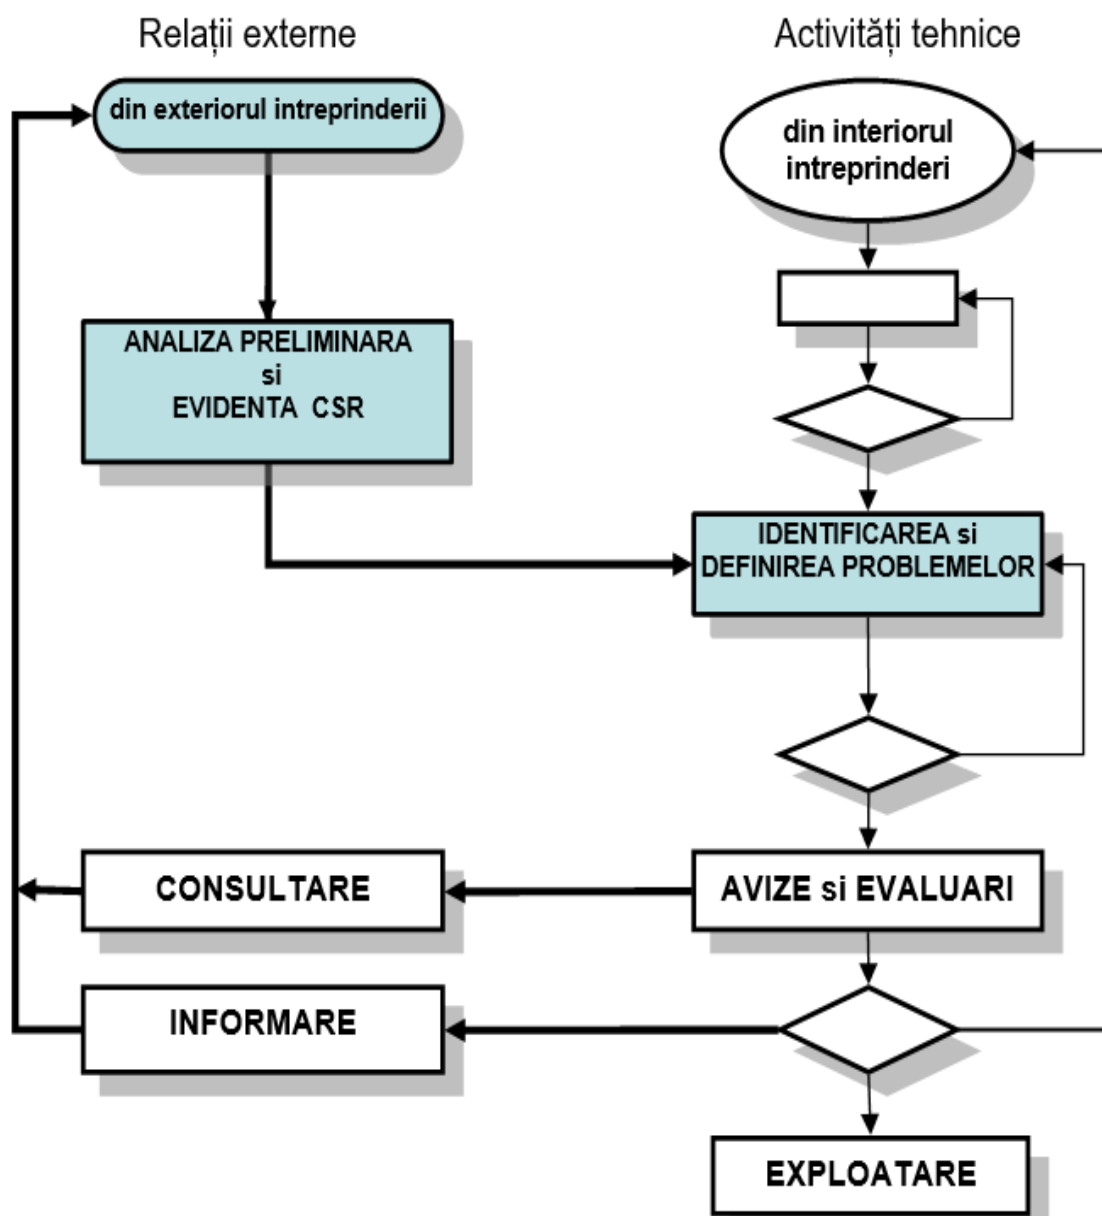 Relații externe
Activități tehnice
din exteriorul intreprinderii
din interiorul
intreprinderi
ANALIZA PRELIMINARA
si
EVIDENTA CSR
IDENTIFICAREA si
DEFINIREA PROBLEMELOR
CONSULTARE
AVIZE si EVALUARI
INFORMARE
EXPLOATARE